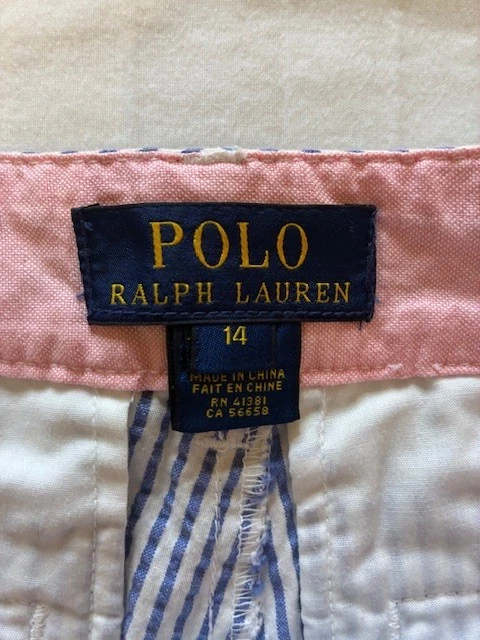 POLO
RALPH LAUREN
14
MADE IN CHINA
FAIT EN CHINE
RN 41381
CA 56658